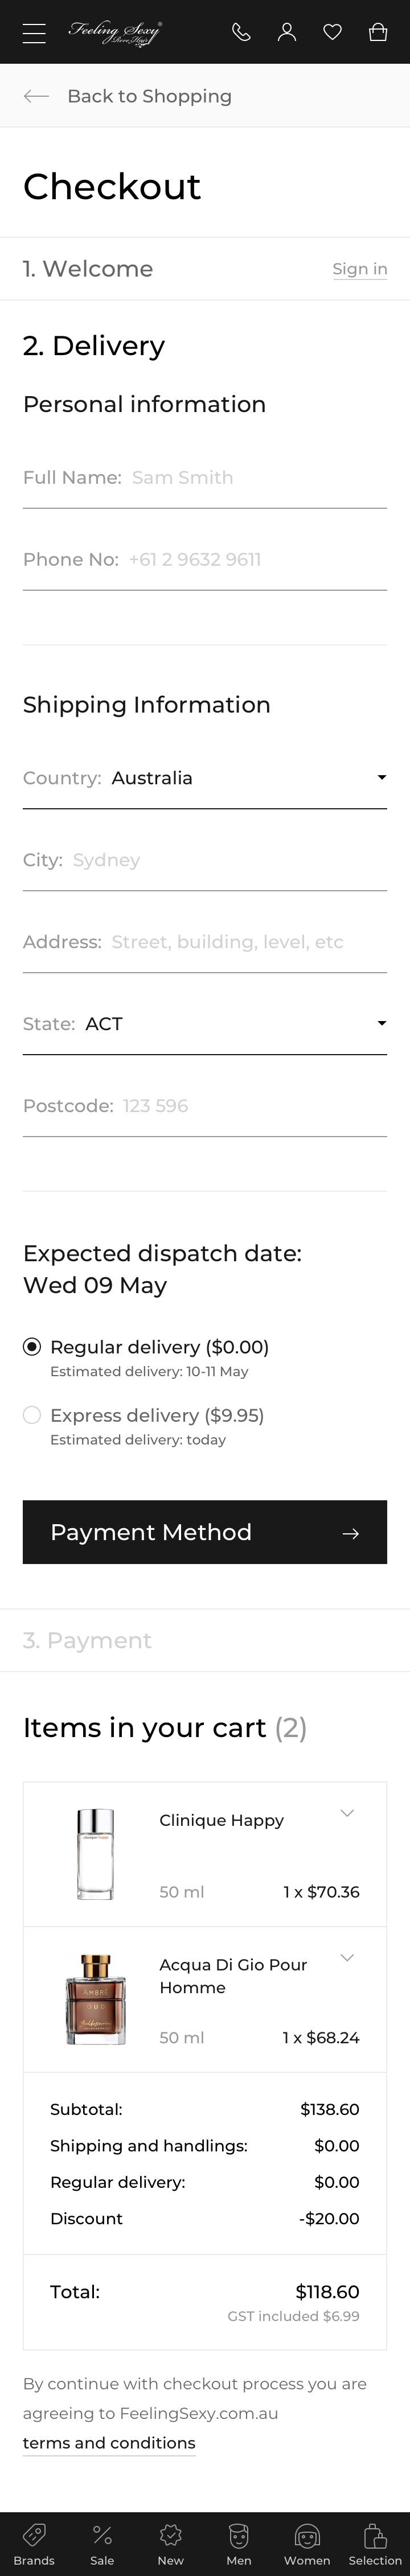 Feeling Sexy
Back to Shopping
Checkout
1. Welcome
Sign in
2. Delivery
Personal information
Full Name: Sam Smith
Phone No: +61 2 9632 9611
Shipping Information
Country: Australia
City: Sydney
Address: Street, building, level, etc
State: ACT
Postcode: 123 596
Expected dispatch date:
Wed 09 May
Regular delivery ($0.00)
Estimated delivery: 10-11 May
Express delivery ($9.95)
Estimated delivery: today
Payment Method
3. Payment
Items in your cart (2)
Clinique Happy
50 ml 1 x $70.36
Acqua Di Gio Pour
Homme
AMBRE
OUD
50 ml 1 x $68.24
Subtotal: $138.60
Shipping and handlings: $0.00
Regular delivery: $0.00
Discount -$20.00
Total: $118.60
GST included $6.99
By continue with checkout process you are
agreeing to FeelingSexy.com.au
terms and conditions
Brands Sale New Men Women Selection